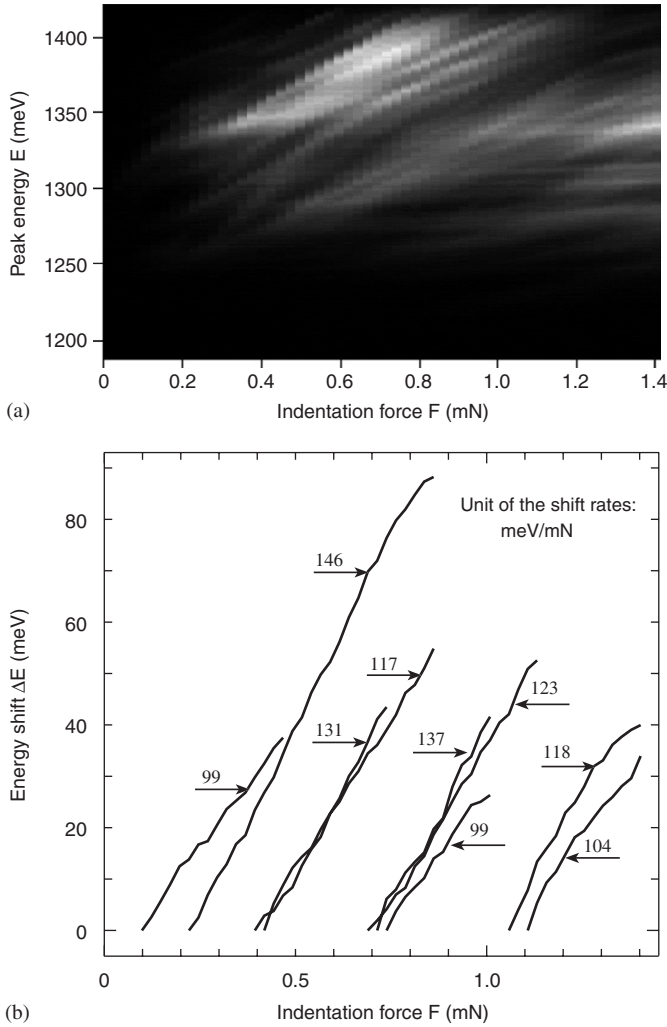 1400
1350
1300
1250
1200
Peak energy E (meV)
0 0.2 0.4 0.6 0.8 1.0 1.2 1.4
Indentation force F (mN)
(a)
Unit of the shift rates:
meV/mN
80
60
40
20
0
Energy shift ΔE (meV)
146
117
123
131
137
118
99
99
104
0 0.5 1.0
Indentation force F (mN)
(b)